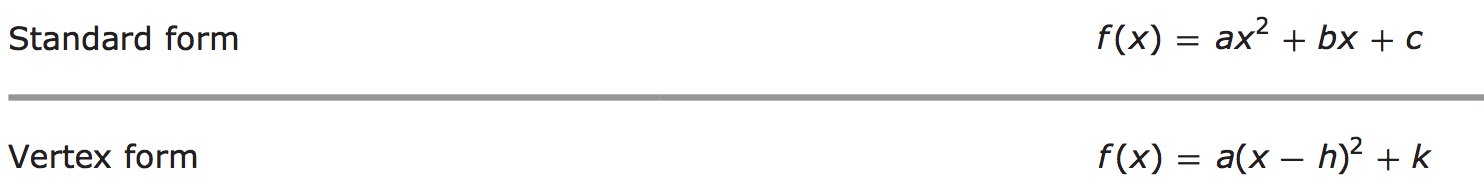 Standard form f(x) = ax² + bx + c
Vertex form f(x) = a(x − h)² + k